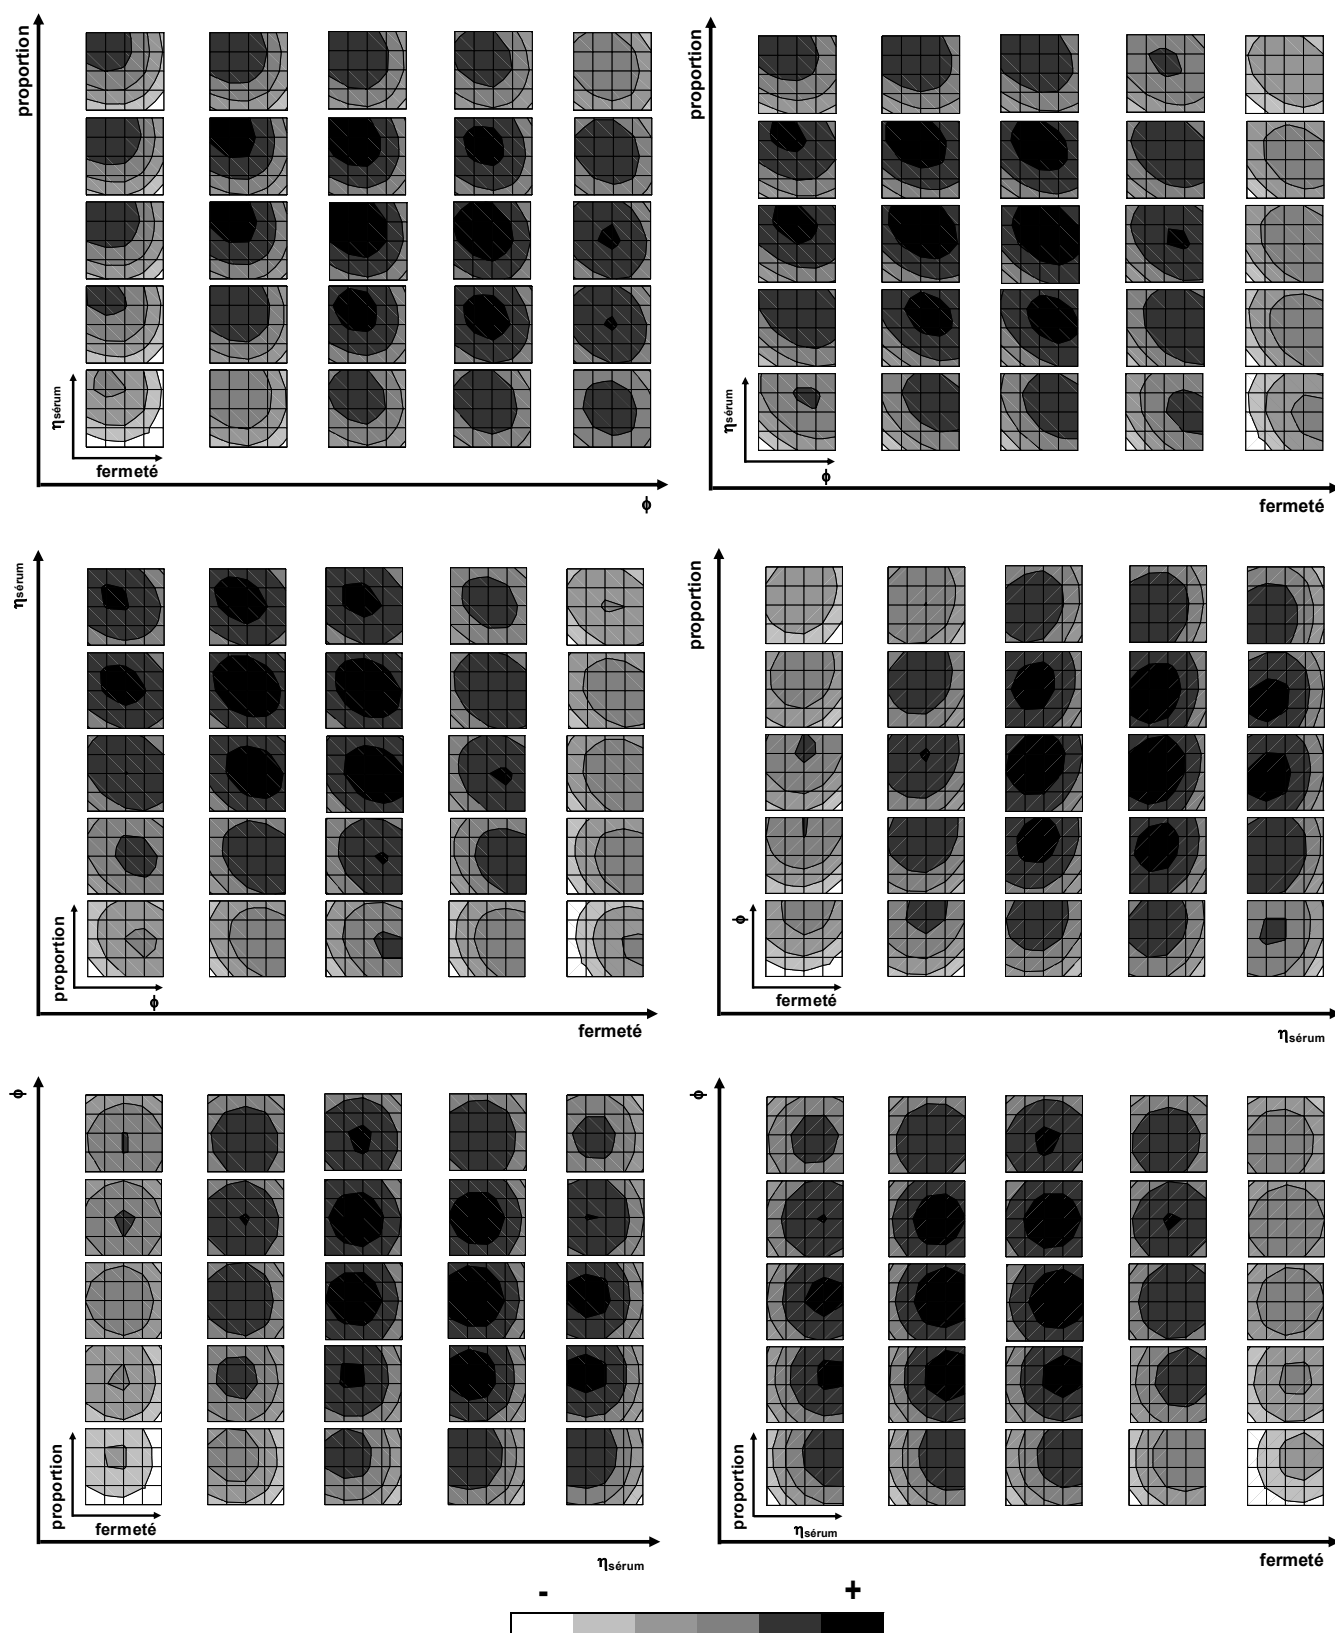 proportion
ηsérum
fermeté
ϕ
proportion
ηsérum
ϕ
fermeté
ηsérum
proportion
ϕ
fermeté
proportion
ϕ
fermeté
ηsérum
ϕ
proportion
fermeté
ηsérum
ϕ
proportion
ηsérum
fermeté
- +